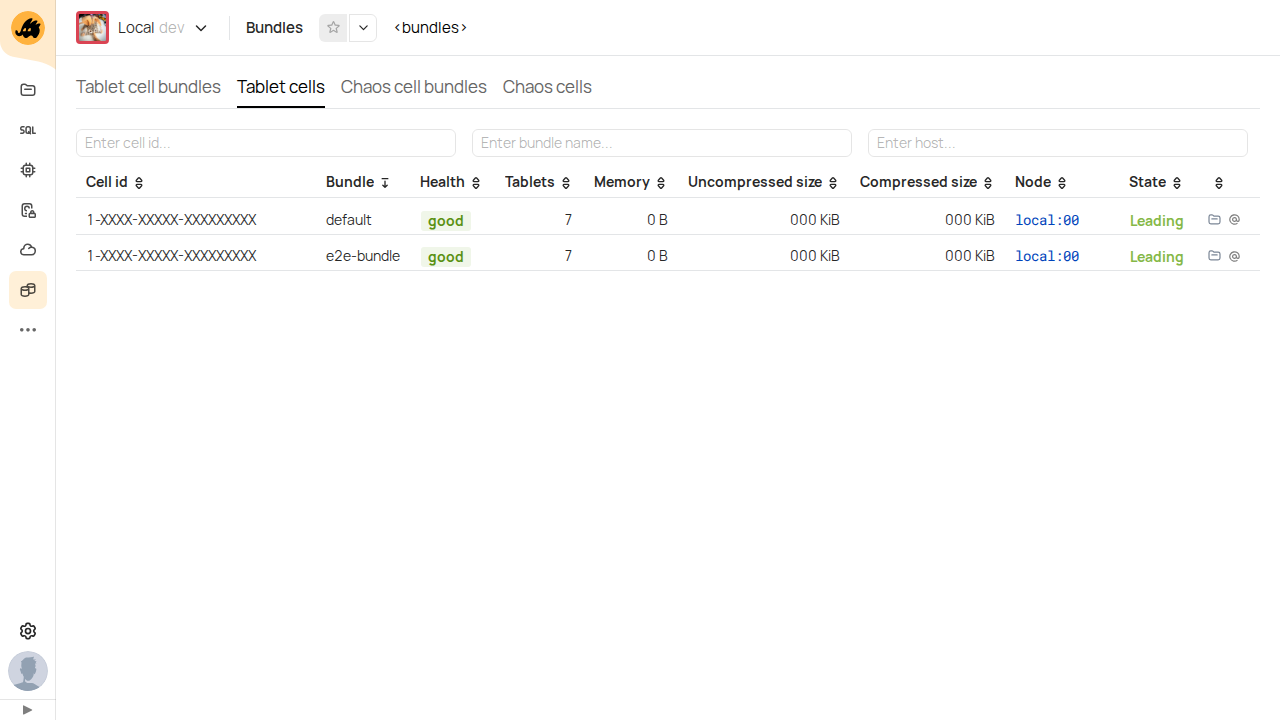 Local dev
Bundles
<bundles>
Tablet cell bundles Tablet cells Chaos cell bundles Chaos cells
SQL
Enter cell id... Enter bundle name... Enter host...
Cell id Bundle Health Tablets Memory Uncompressed size Compressed size Node State
1-XXXX-XXXXX-XXXXXXXXX default good 7 0 B 000 KiB 000 KiB local:00 Leading
1-XXXX-XXXXX-XXXXXXXXX e2e-bundle good 7 0 B 000 KiB 000 KiB local:00 Leading